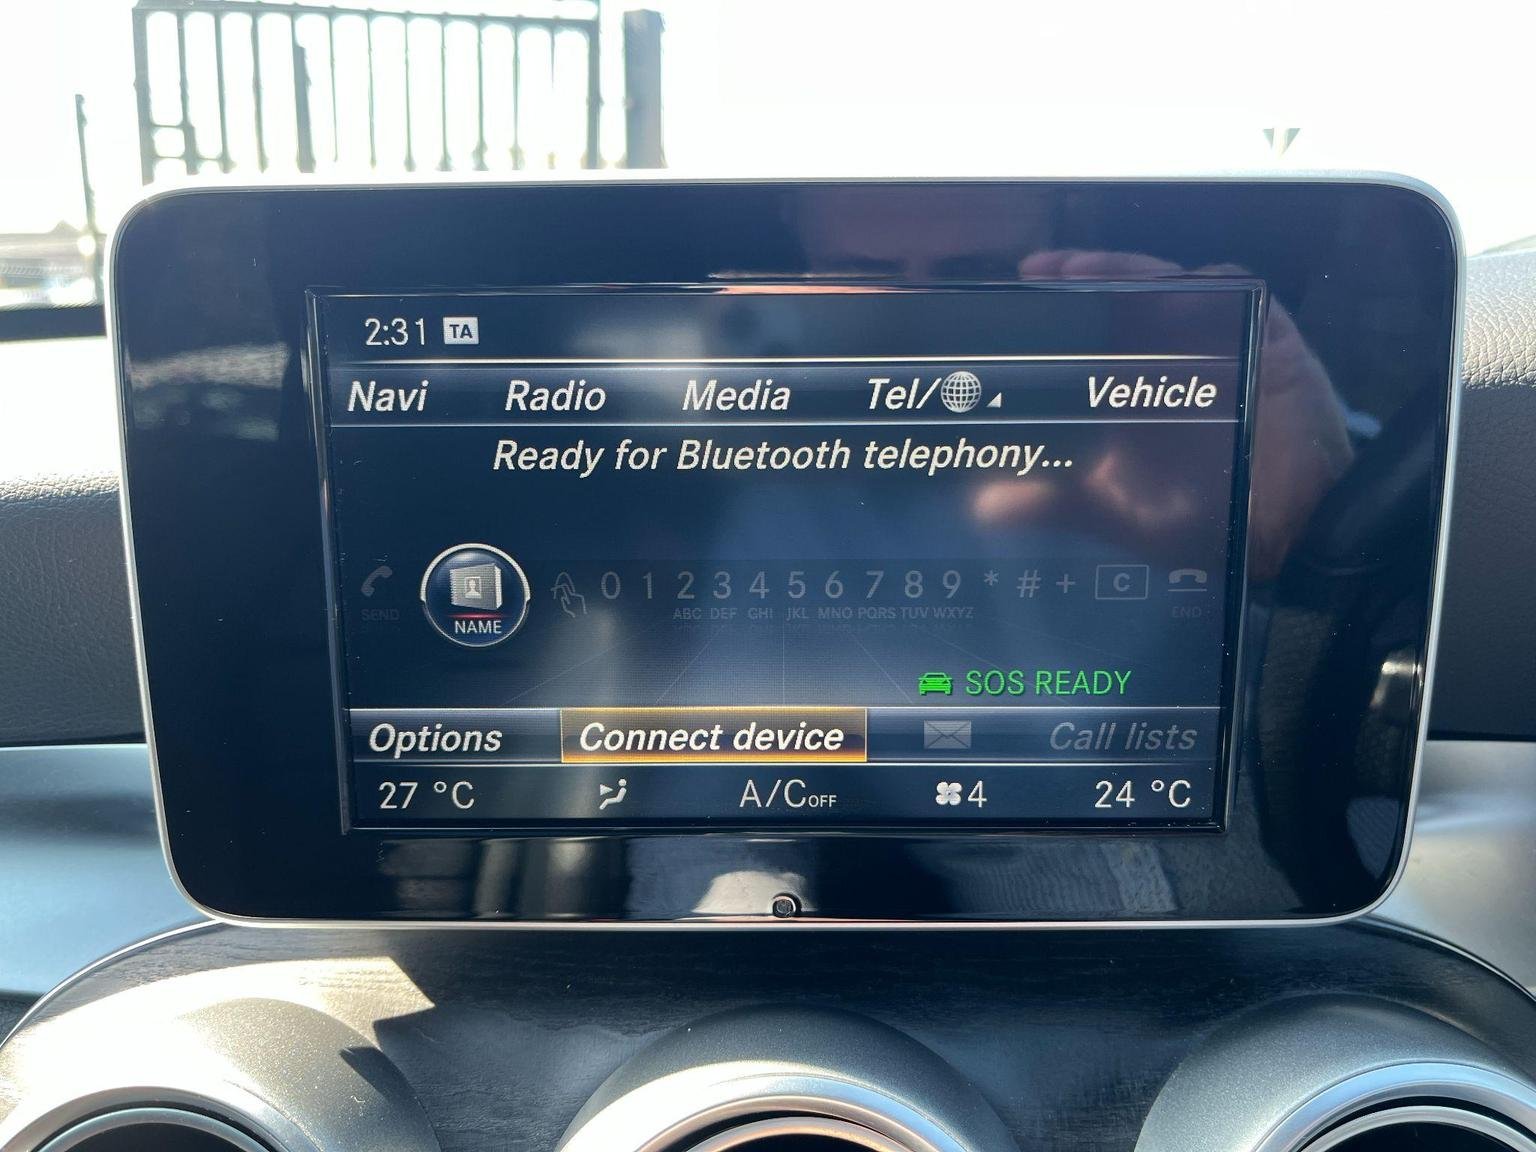 2:31 TA
Navi Radio Media Tel/ Vehicle
Ready for Bluetooth telephony...
0 1 2 3 4 5 6 7 8 9 * # + C
SEND NAME ABC DEF GHI JKL MNO PQRS TUV WXYZ END
SOS READY
Options Connect device Call lists
27 °C A/C OFF 4 24 °C